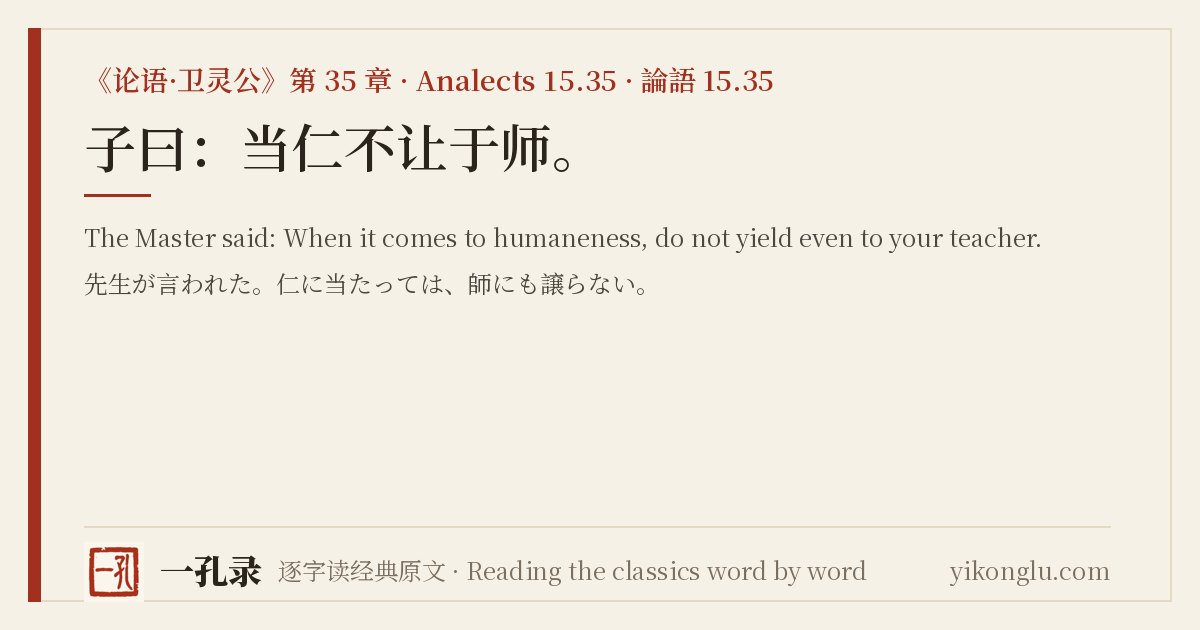 《论语·卫灵公》第 35 章 · Analects 15.35 · 論語 15.35
子曰：当仁不让于师。
The Master said: When it comes to humaneness, do not yield even to your teacher.
先生が言われた。仁に当たっては、師にも譲らない。
一孔
一孔录 逐字读经典原文 · Reading the classics word by word yikonglu.com